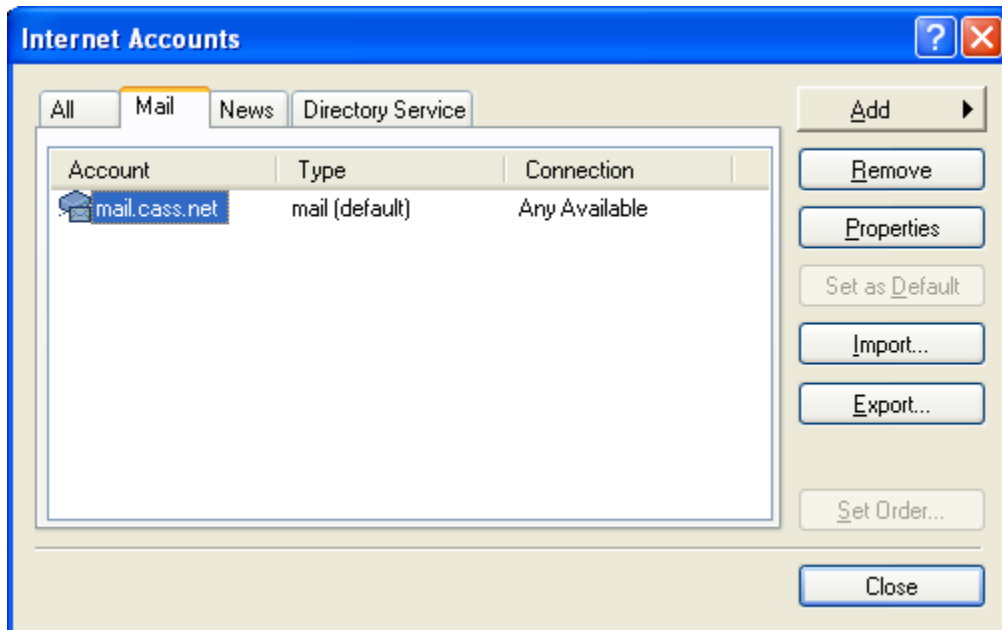 Internet Accounts
All Mail News Directory Service
Account Type Connection
mail.cass.net mail (default) Any Available
Add
Remove
Properties
Set as Default
Import...
Export...
Set Order...
Close